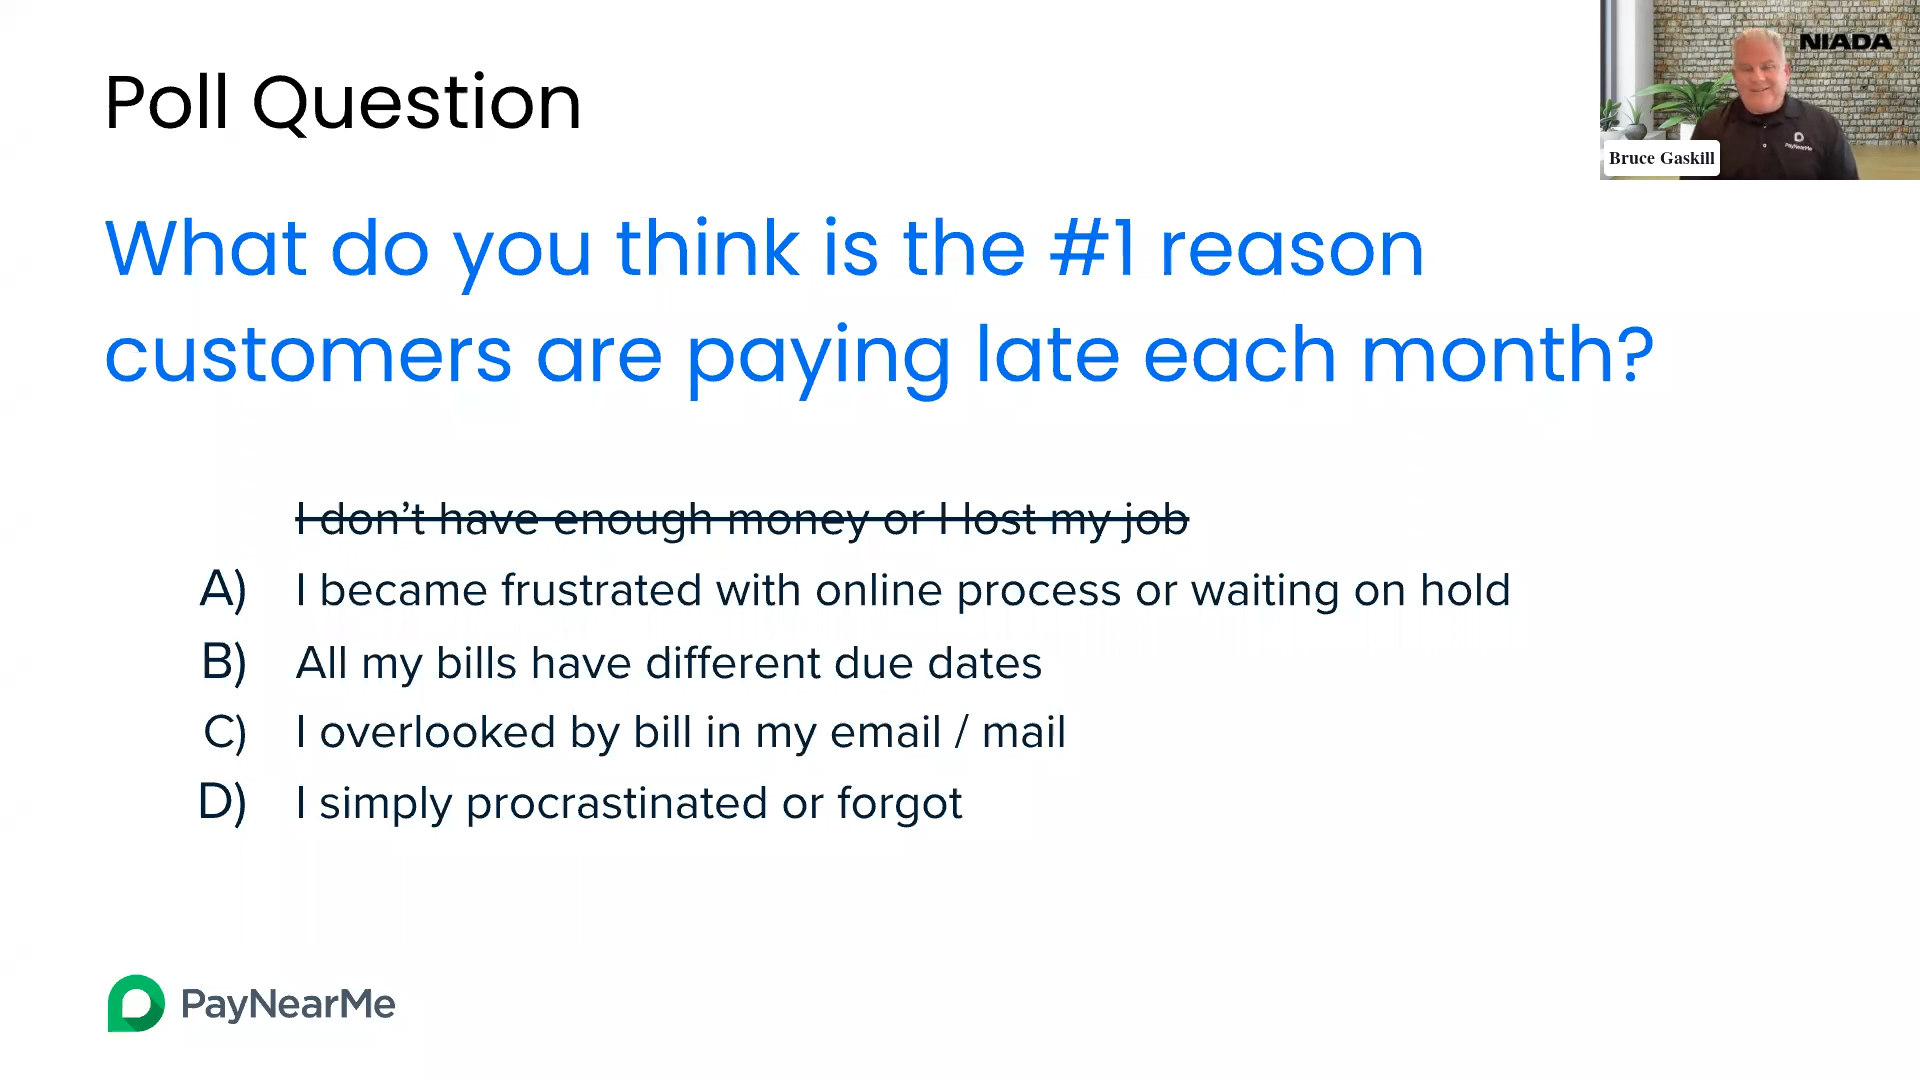 Poll Question
NIADA
PayNearMe
Bruce Gaskill
What do you think is the #1 reason
customers are paying late each month?
I don’t have enough money or I lost my job
A) I became frustrated with online process or waiting on hold
B) All my bills have different due dates
C) I overlooked by bill in my email / mail
D) I simply procrastinated or forgot
PayNearMe